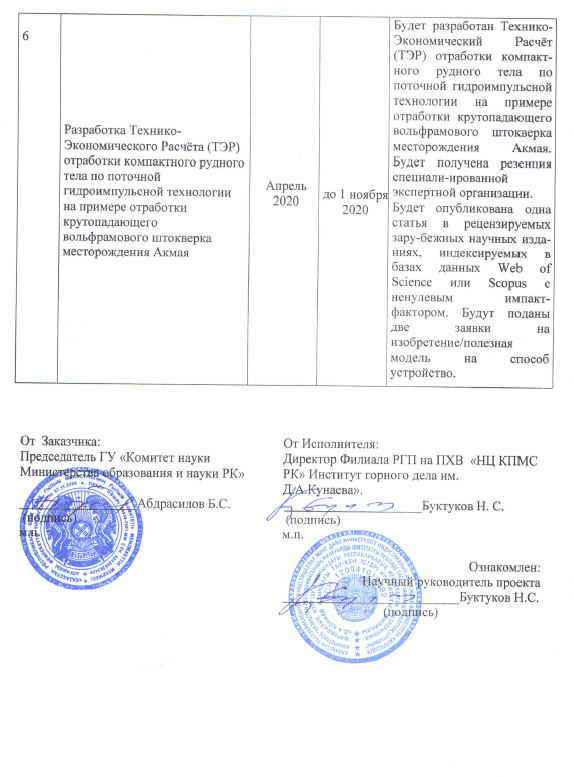 6
Разработка Технико-
Экономического Расчёта (ТЭР)
отработки компактного рудного
тела по поточной
гидроимпульсной технологии
на примере отработки
крутопадающего
вольфрамового штокверка
месторождения Акмая
Апрель
2020
до 1 ноября
2020
Будет разработан Технико-
Экономический Расчёт
(ТЭР) отработки компакт-
ного рудного тела по
поточной гидроимпульсной
технологии на примере
отработки крутопадающего
вольфрамового штокверка
месторождения Акмая.
Будет получена резенция
специали-ированной
экспертной организации.
Будет опубликована одна
статья в рецензируемых
зару-бежных научных изда-
ниях, индексируемых в
базах данных Web of
Science или Scopus с
ненулевым импакт-
фактором. Будут поданы
две заявки на
изобретение/полезная
модель на способ
устройство.
От Заказчика:
Председатель ГУ «Комитет науки
Министерства образования и науки РК»
Абдрасилов Б.С.
(подпись)
м.п.
От Исполнителя:
Директор Филиала РГП на ПХВ «НЦ КПМС
РК» Институт горного дела им.
Д.А.Кунаева».
Буктуков Н. С.
(подпись)
м.п.
Ознакомлен:
Научный руководитель проекта
Буктуков Н.С.
(подпись)